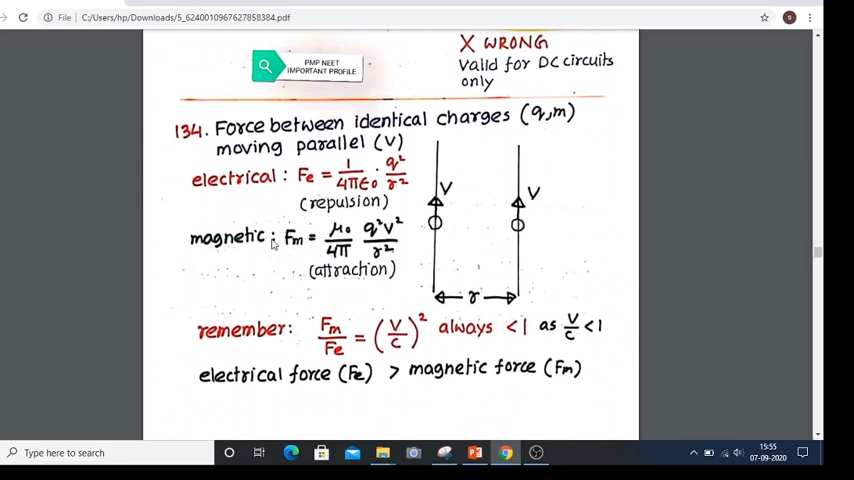 File
C:/Users/hp/Downloads/5_6240010967627858384.pdf
S
X WRONG
Valid for DC circuits
only
PMP NEET
IMPORTANT PROFILE
134. Force between identical charges (q,m)
moving parallel (V)
electrical : Fe = 1/4πϵ0 · q²/r²
(repulsion)
magnetic : Fm = μ0/4π q²v²/r²
(attraction)
V
V
r
remember: Fm/Fe = (V/C)² always <1 as V/C <1
electrical force (Fe) > magnetic force (Fm)
Type here to search
15:55
07-09-2020